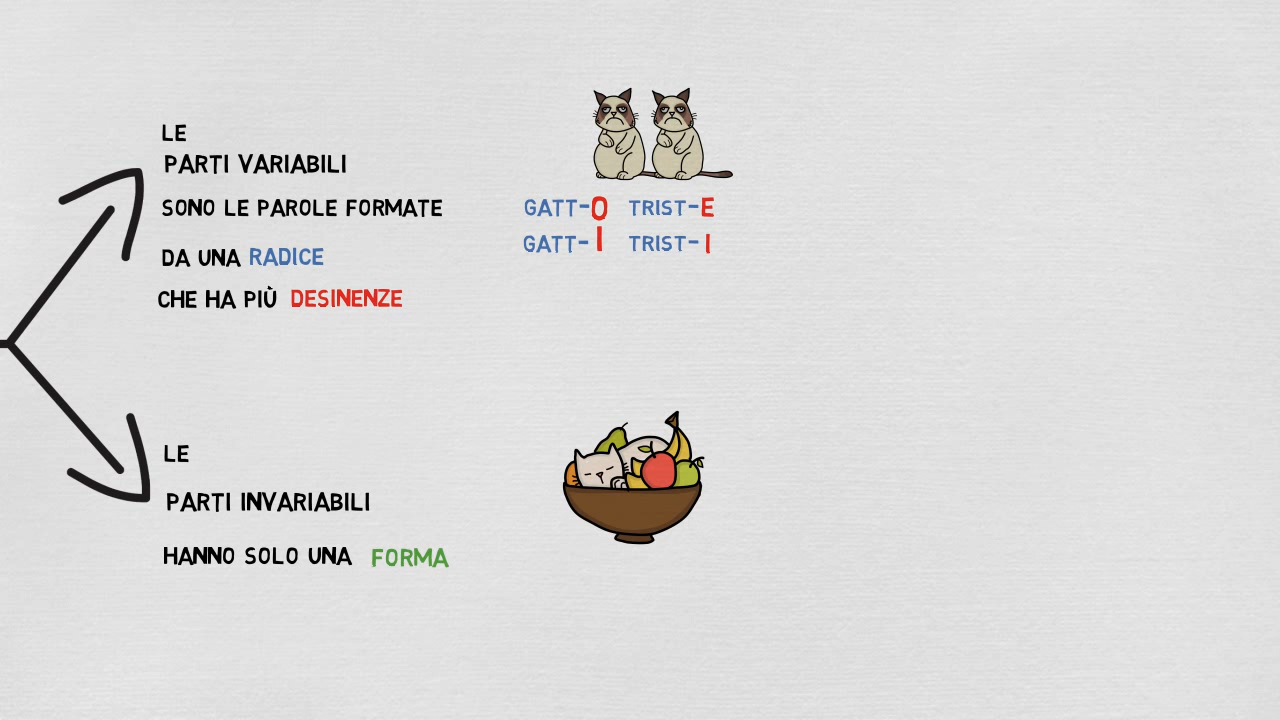 LE
PARTI VARIABILI
SONO LE PAROLE FORMATE
DA UNA RADICE
CHE HA PIÙ DESINENZE
GATT-O TRIST-E
GATT-I TRIST-I
LE
PARTI INVARIABILI
HANNO SOLO UNA FORMA